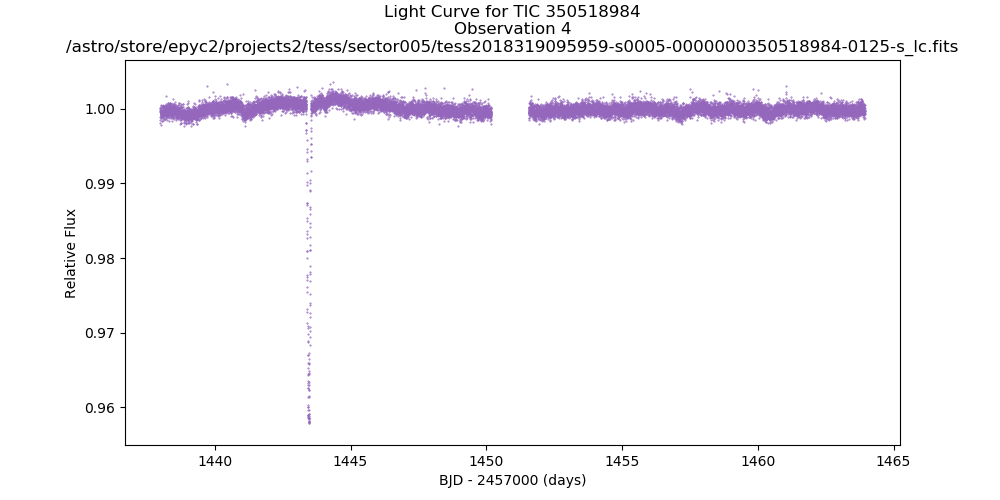 Light Curve for TIC 350518984
Observation 4
/astro/store/epyc2/projects2/tess/sector005/tess2018319095959-s0005-0000000350518984-0125-s_lc.fits
1.00
0.99
0.98
0.97
0.96
Relative Flux
1440
1445
1450
1455
1460
1465
BJD - 2457000 (days)